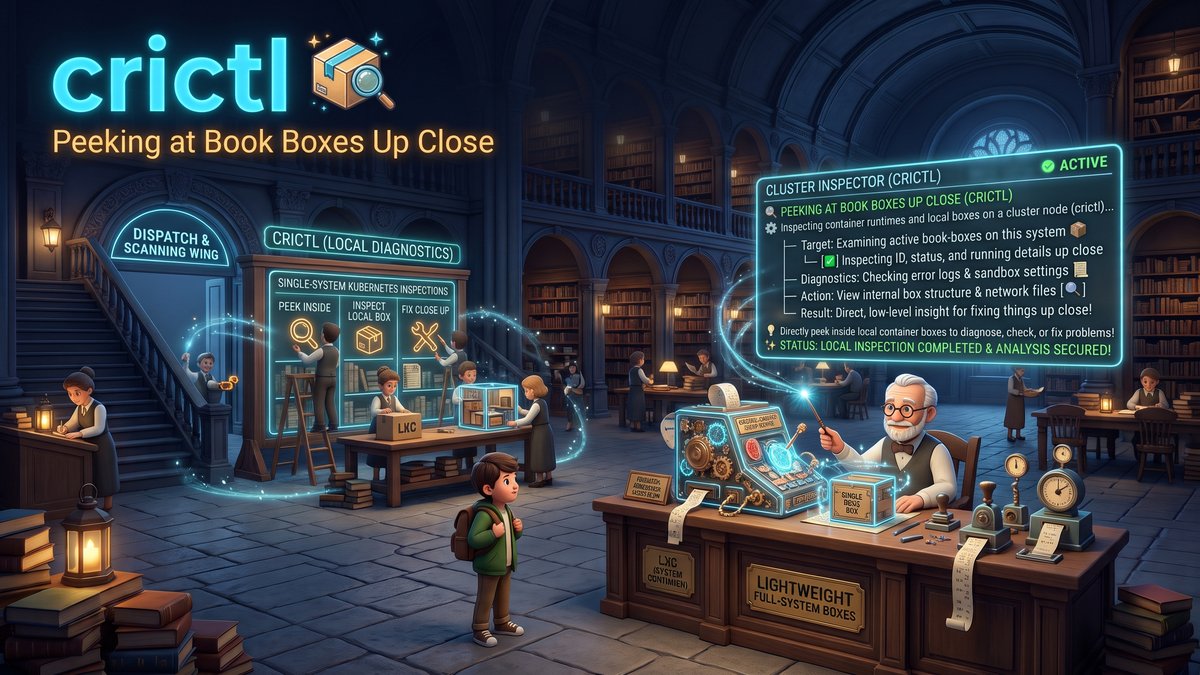 crictl
Peeking at Book Boxes Up Close
DISPATCH &
SCANNING WING
CRICTL (LOCAL DIAGNOSTICS)
SINGLE-SYSTEM KUBERNETES INSPECTIONS
PEEK INSIDE
INSPECT
LOCAL BOX
FIX CLOSE UP
LKC
CLUSTER INSPECTOR (CRICTL)
✅ ACTIVE
🔍 PEEKING AT BOOK BOXES UP CLOSE (CRICTL)
⚙️ Inspecting container runtimes and local boxes on a cluster node (crictl)...
├─ Target: Examining active book-boxes on this system 📦
└─ [✅] Inspecting ID, status, and running details up close
├─ Diagnostics: Checking error logs & sandbox settings 📜
├─ Action: View internal box structure & network files [🔍]
└─ Result: Direct, low-level insight for fixing things up close!
💡 Directly peek inside local container boxes to diagnose, check, or fix problems!
✨ STATUS: LOCAL INSPECTION COMPLETED & ANALYSIS SECURED!
SINGLE
BOX
(SYSTEM
LIGHTWEIGHT
FULL-SYSTEM BOXES